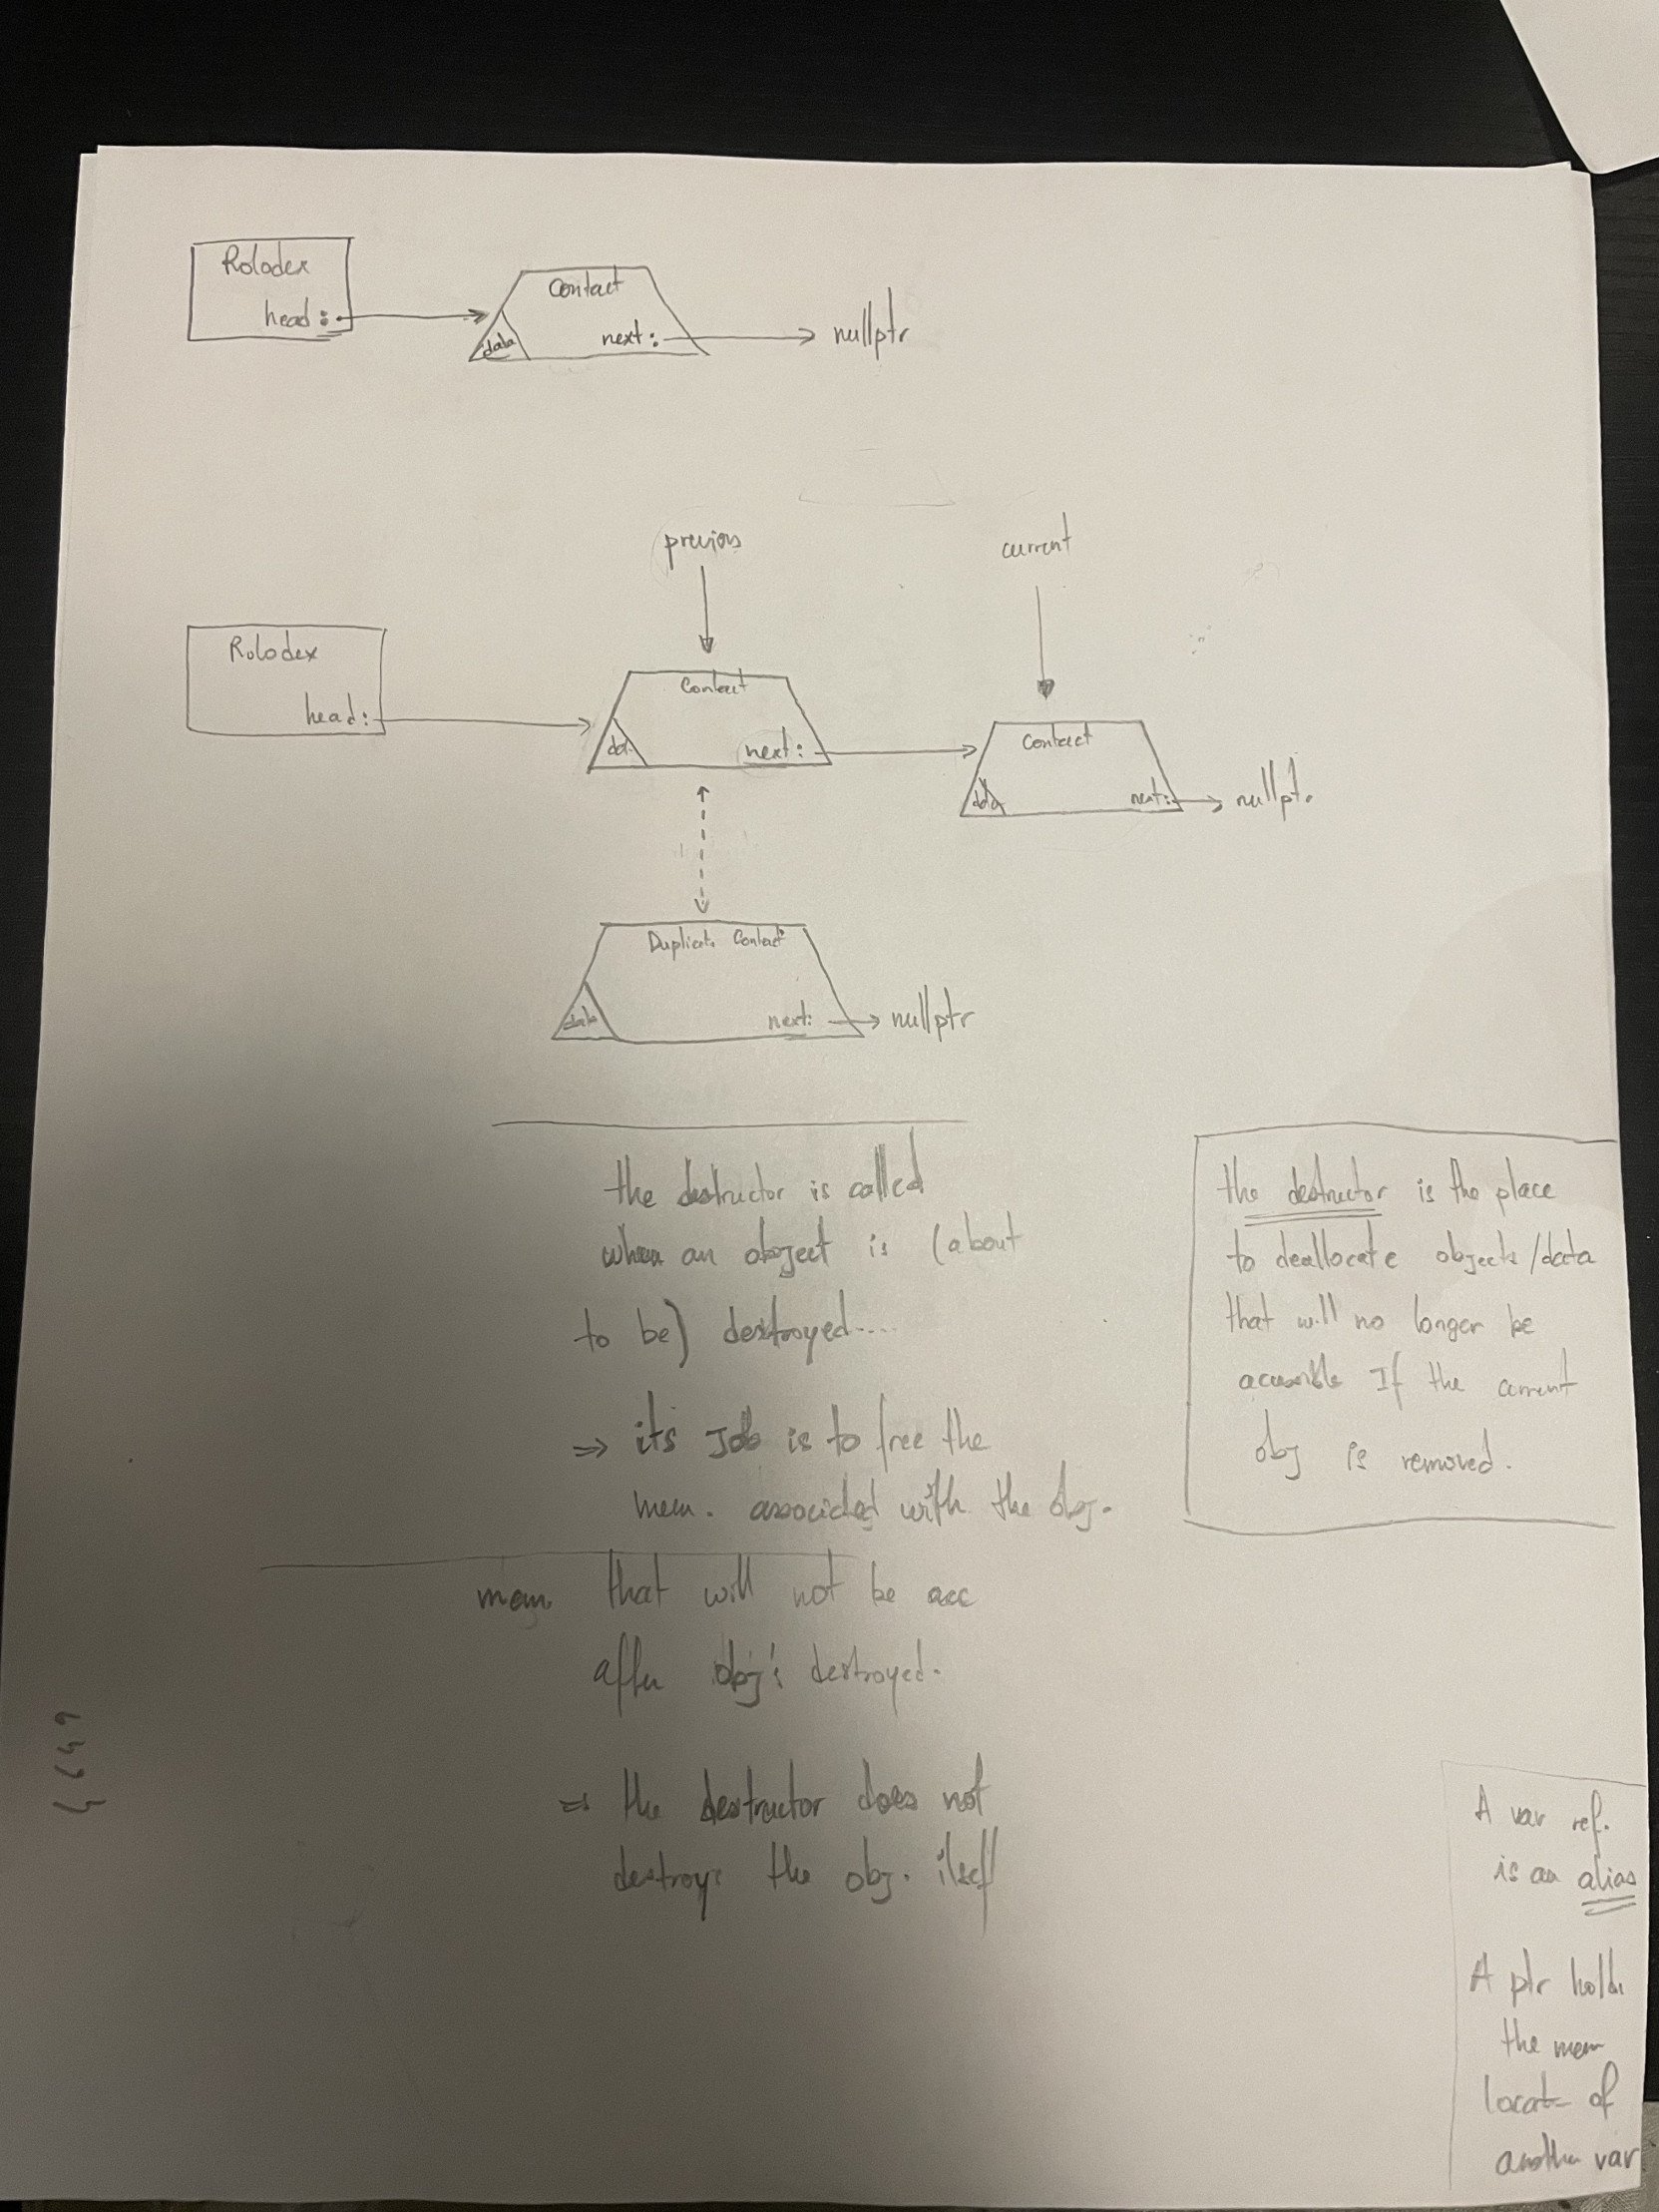 Rolodex
head:
Contact
data
next:
nullptr
previous
current
Rolodex
head:
Contact
dat.
next:
Contact
data
next:
nullptr
Duplicate Contact
data
next:
nullptr
the destructor is called
when an object is (about
to be) destroyed....
⇒ its Job is to free the
mem. associated with the obj.
mem that will not be acc
after obj's destroyed.
⇒ the destructor does not
destroys the obj. itself
the destructor is the place
to deallocate objects/data
that will no longer be
accessible If the current
obj is removed.
A var ref.
is an alias
A ptr holds
the mem
locat- of
another var